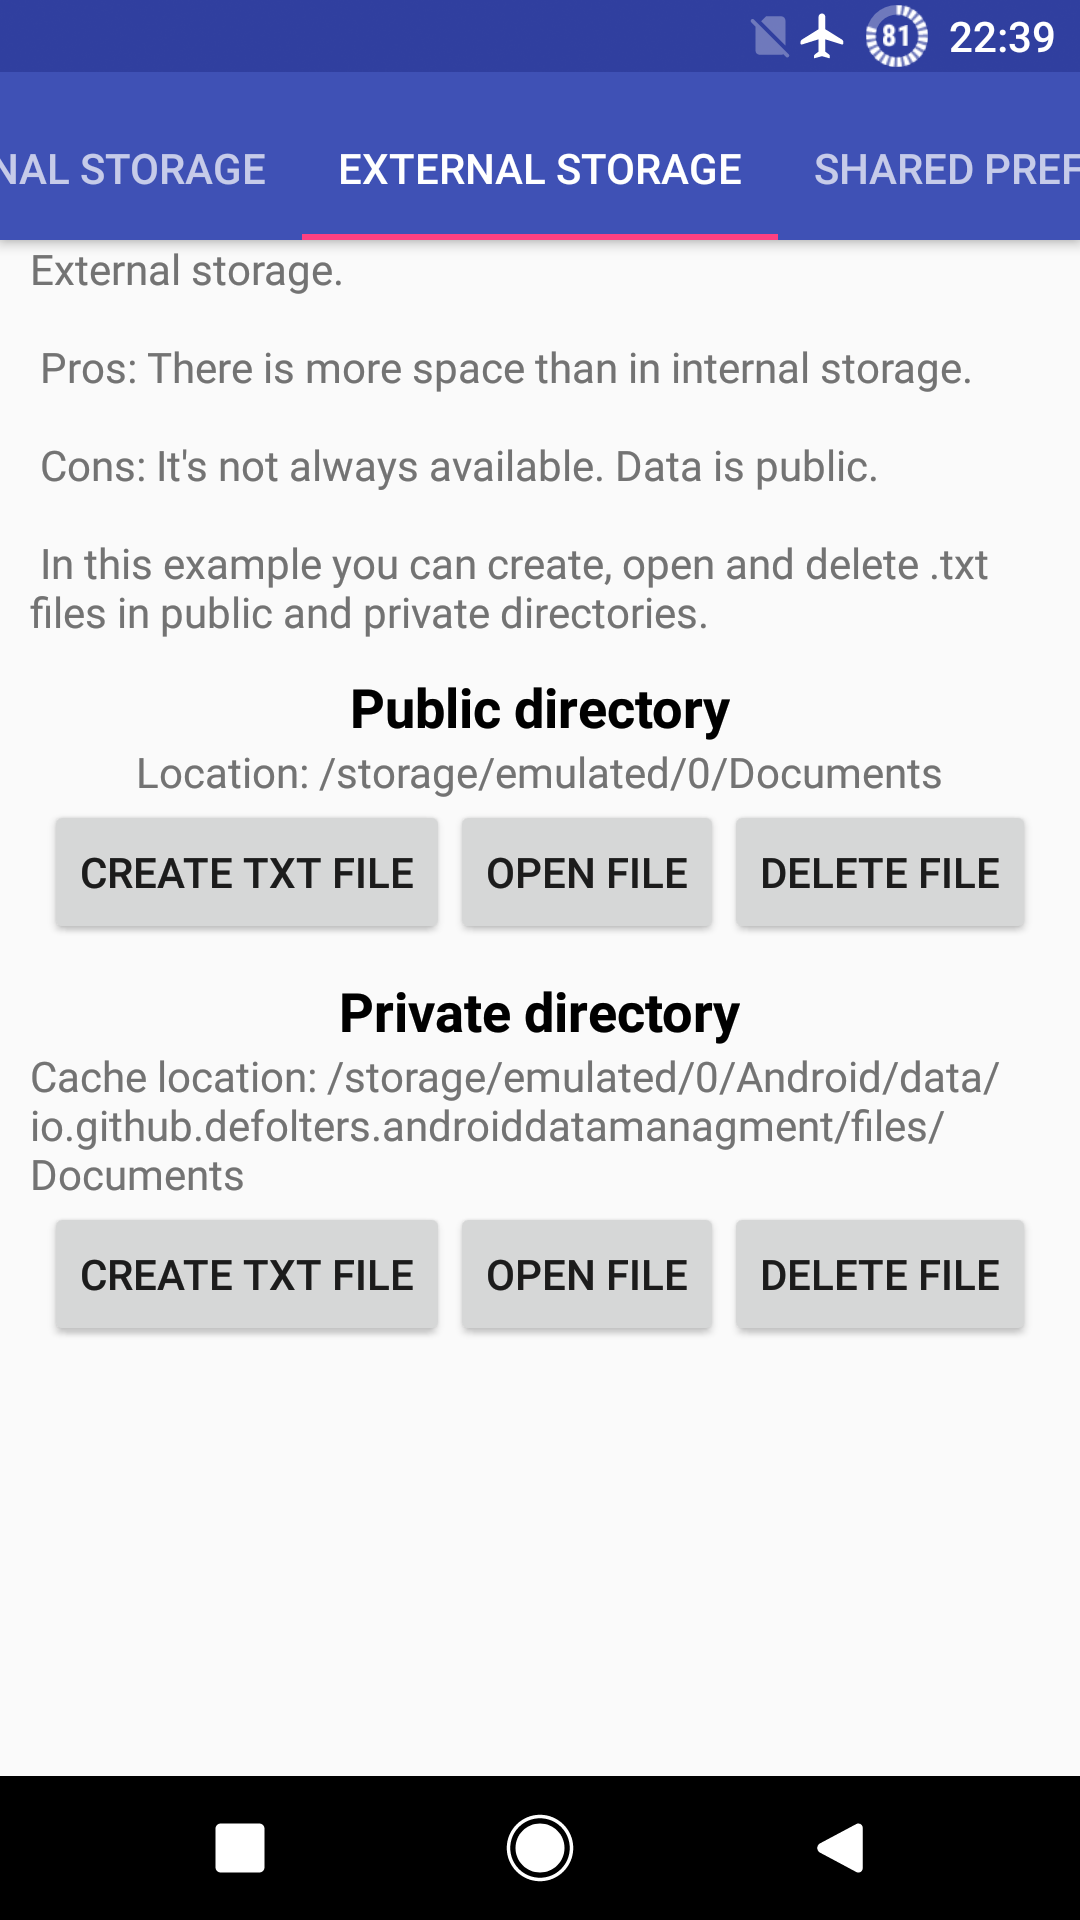 81 22:39
NAL STORAGE EXTERNAL STORAGE SHARED PREF
External storage.
Pros: There is more space than in internal storage.
Cons: It's not always available. Data is public.
In this example you can create, open and delete .txt
files in public and private directories.
Public directory
Location: /storage/emulated/0/Documents
CREATE TXT FILE OPEN FILE DELETE FILE
Private directory
Cache location: /storage/emulated/0/Android/data/
io.github.defolters.androiddatamanagment/files/
Documents
CREATE TXT FILE OPEN FILE DELETE FILE